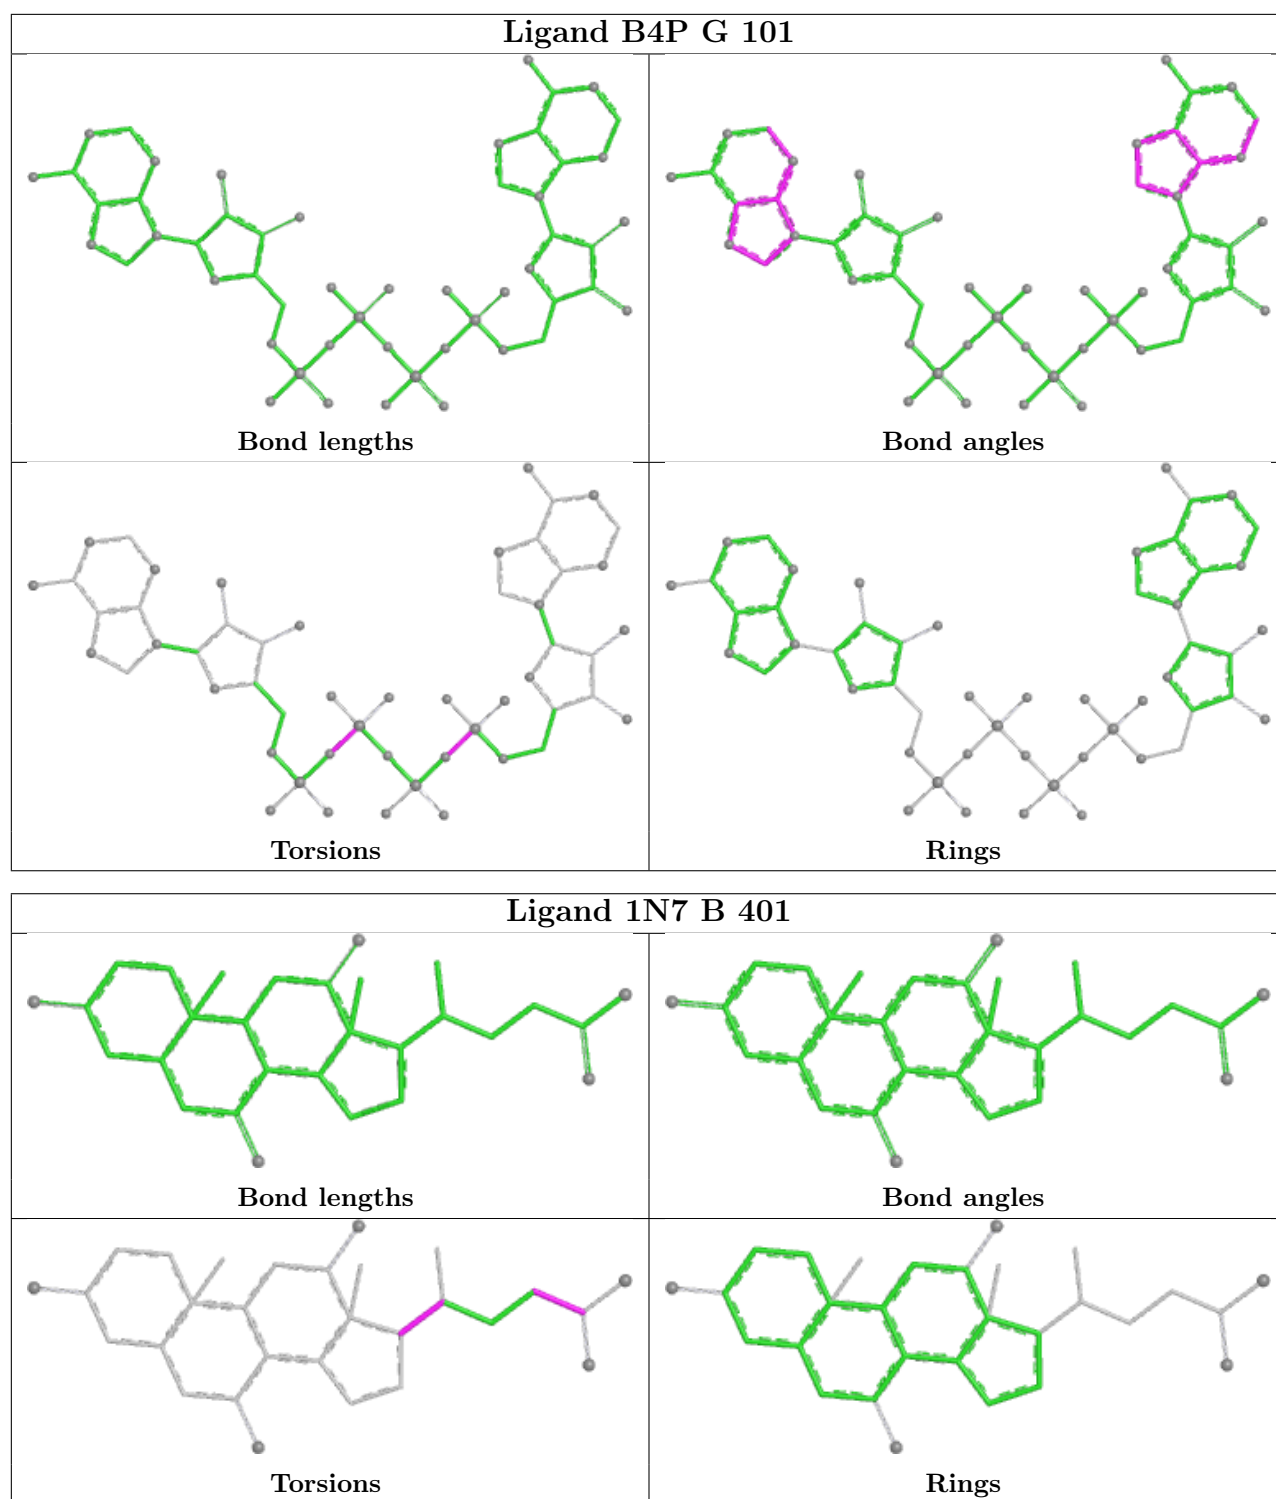 Ligand B4P G 101
Bond lengths
Bond angles
Torsions
Rings
Ligand 1N7 B 401
Bond lengths
Bond angles
Torsions
Rings